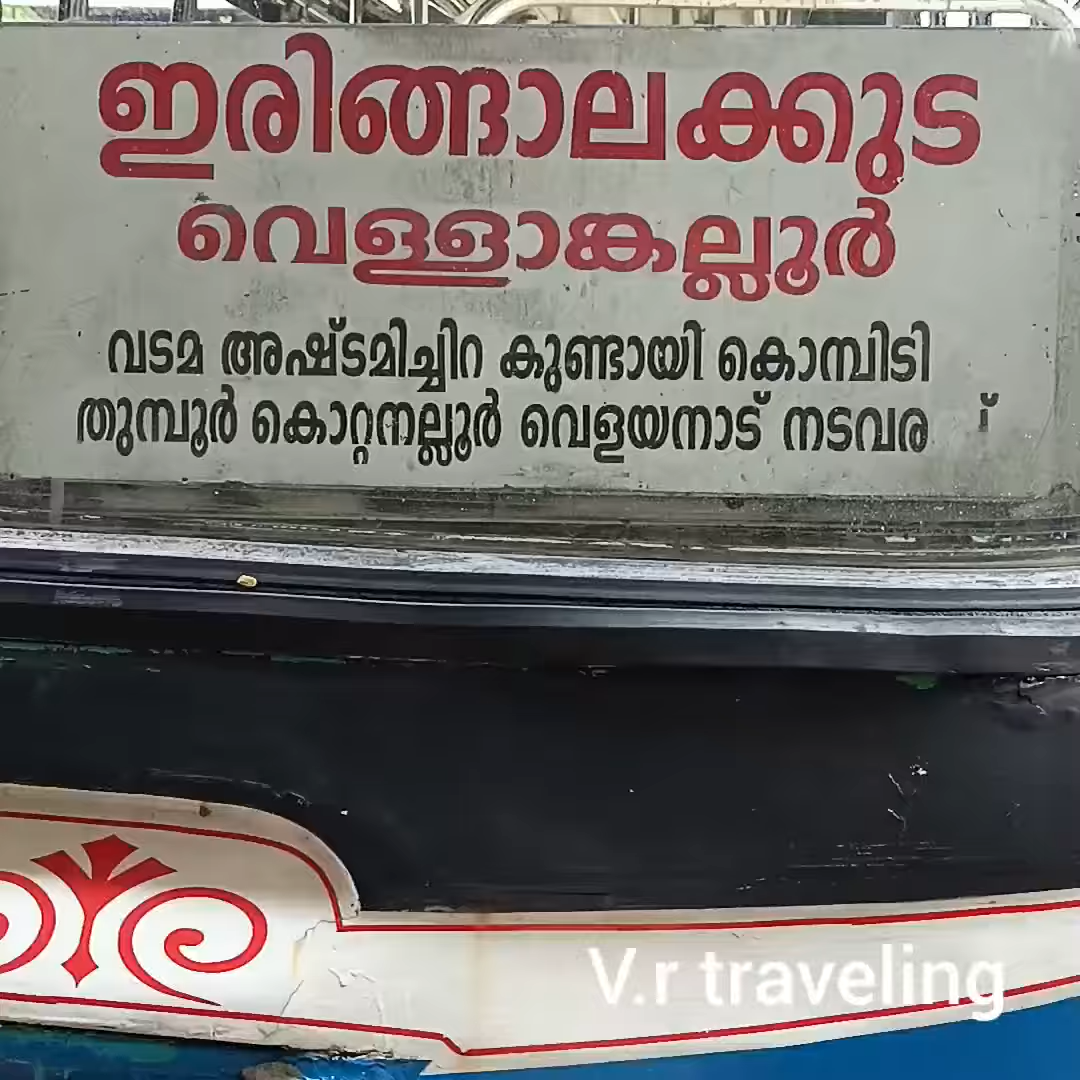 ഇരിങ്ങാലക്കുട
വെള്ളാങ്കല്ലൂർ
വടമ അഷ്ടമിച്ചിറ കുണ്ടായി കൊമ്പിടി
തുമ്പൂർ കൊറ്റനല്ലൂർ വെളയനാട് നടവര
V.r traveling